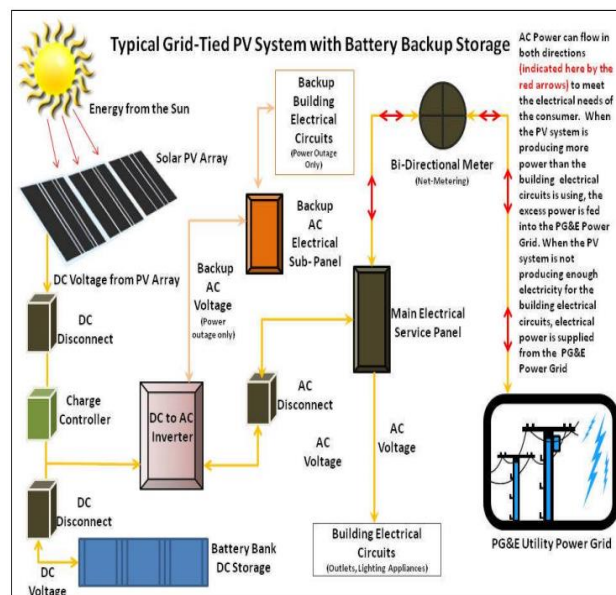 Typical Grid-Tied PV System with Battery Backup Storage
AC Power can flow in
both directions
(indicated here by the
red arrows) to meet
the electrical needs of
the consumer. When
the PV system is
producing more
power than the
building electrical
circuits is using, the
excess power is fed
into the PG&E Power
Grid. When the PV
system is not
producing enough
electricity for the
building electrical
circuits, electrical
power is supplied
from the PG&E
Power Grid
Energy from the Sun
Solar PV Array
DC Voltage from PV Array
Backup
Building
Electrical
Circuits
(Power Outage
Only)
Bi-Directional Meter
(Net-Metering)
Backup
AC
Electrical
Sub- Panel
Backup
AC
Voltage
(Power
outage only)
DC
Disconnect
Main Electrical
Service Panel
Charge
Controller
DC to AC
Inverter
AC
Disconnect
AC
Voltage
AC
Voltage
DC
Disconnect
DC
Voltage
Battery Bank
DC Storage
Building Electrical
Circuits
(Outlets, Lighting Appliances)
PG&E Utility Power Grid